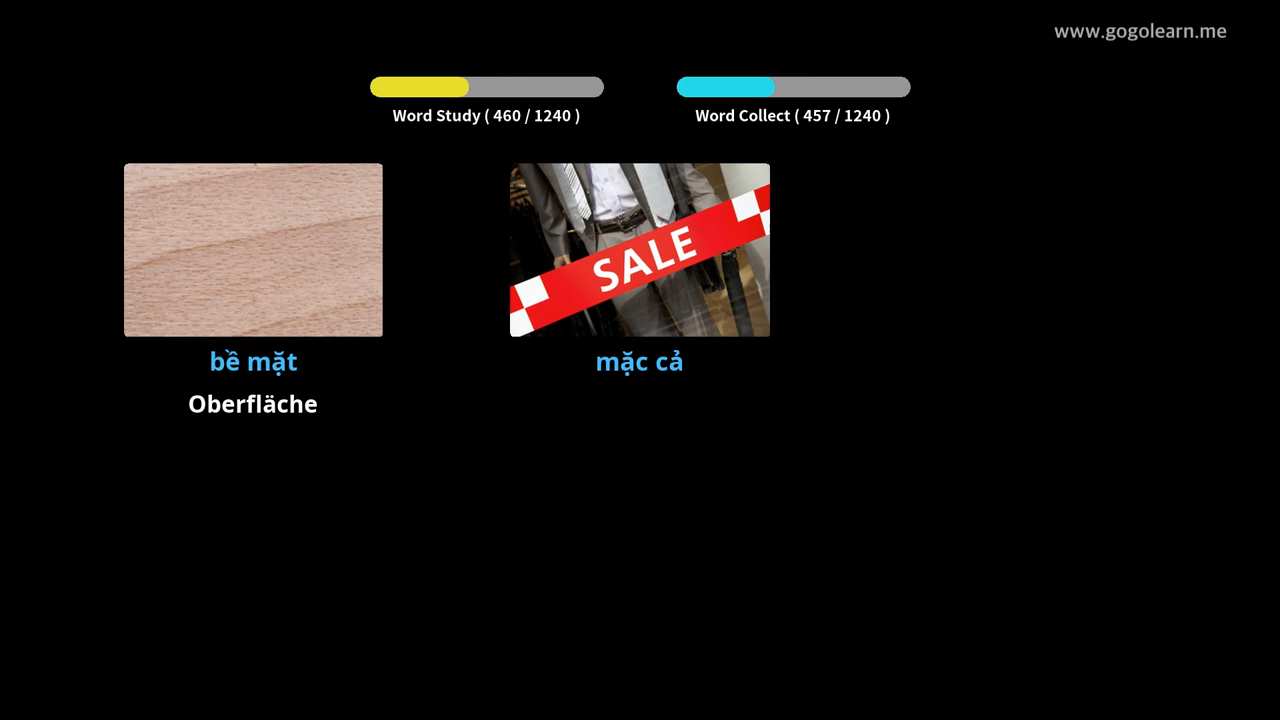 www.gogolearn.me
Word Study ( 460 / 1240 )
Word Collect ( 457 / 1240 )
SALE
bề mặt
mặc cả
Oberfläche